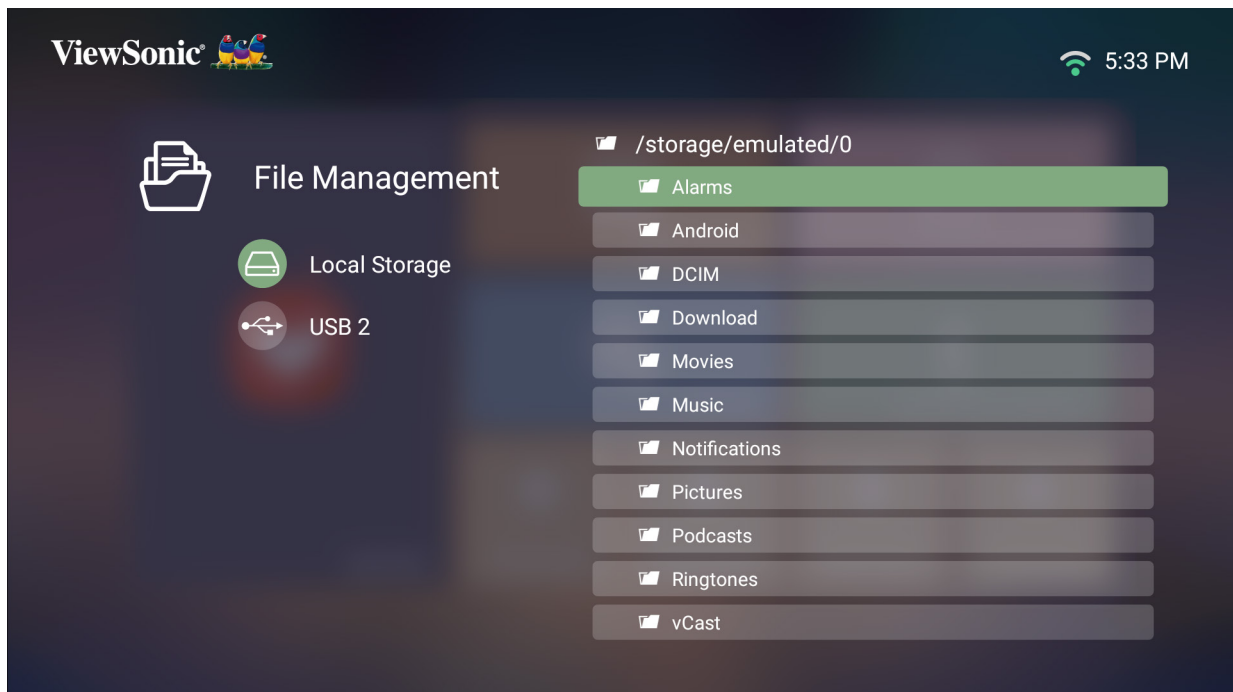 ViewSonic®
5:33 PM
File Management
Local Storage
USB 2
/storage/emulated/0
Alarms
Android
DCIM
Download
Movies
Music
Notifications
Pictures
Podcasts
Ringtones
vCast